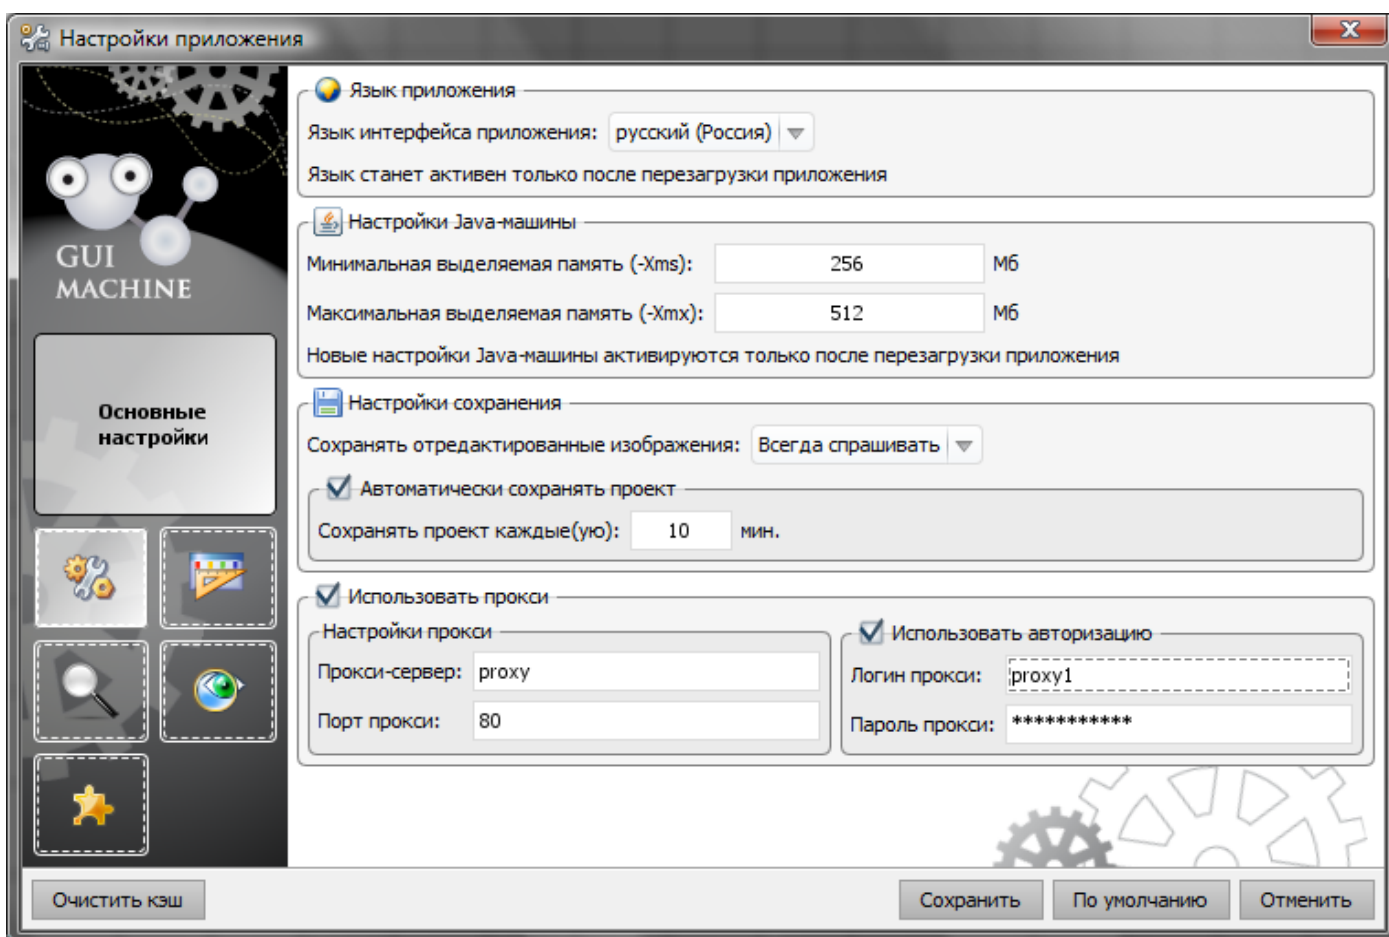 Настройки приложения
GUI
MACHINE
Основные
настройки
Язык приложения
Язык интерфейса приложения: русский (Россия)
Язык станет активен только после перезагрузки приложения
Настройки Java-машины
Минимальная выделяемая память (-Xms): 256 Мб
Максимальная выделяемая память (-Xmx): 512 Мб
Новые настройки Java-машины активируются только после перезагрузки приложения
Настройки сохранения
Сохранять отредактированные изображения: Всегда спрашивать
Автоматически сохранять проект
Сохранять проект каждые(ую): 10 мин.
Использовать прокси
Настройки прокси
Прокси-сервер: proxy
Порт прокси: 80
Использовать авторизацию
Логин прокси: proxy1
Пароль прокси: ***********
Очистить кэш
Сохранить
По умолчанию
Отменить